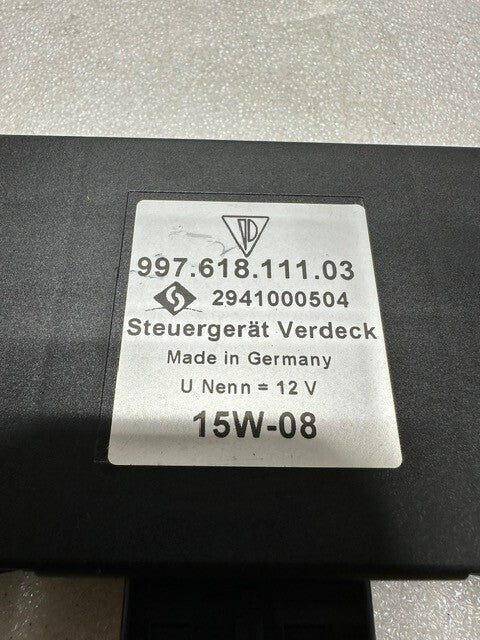 997.618.111.03
2941000504
Steuergerät Verdeck
Made in Germany
U Nenn = 12 V
15W-08